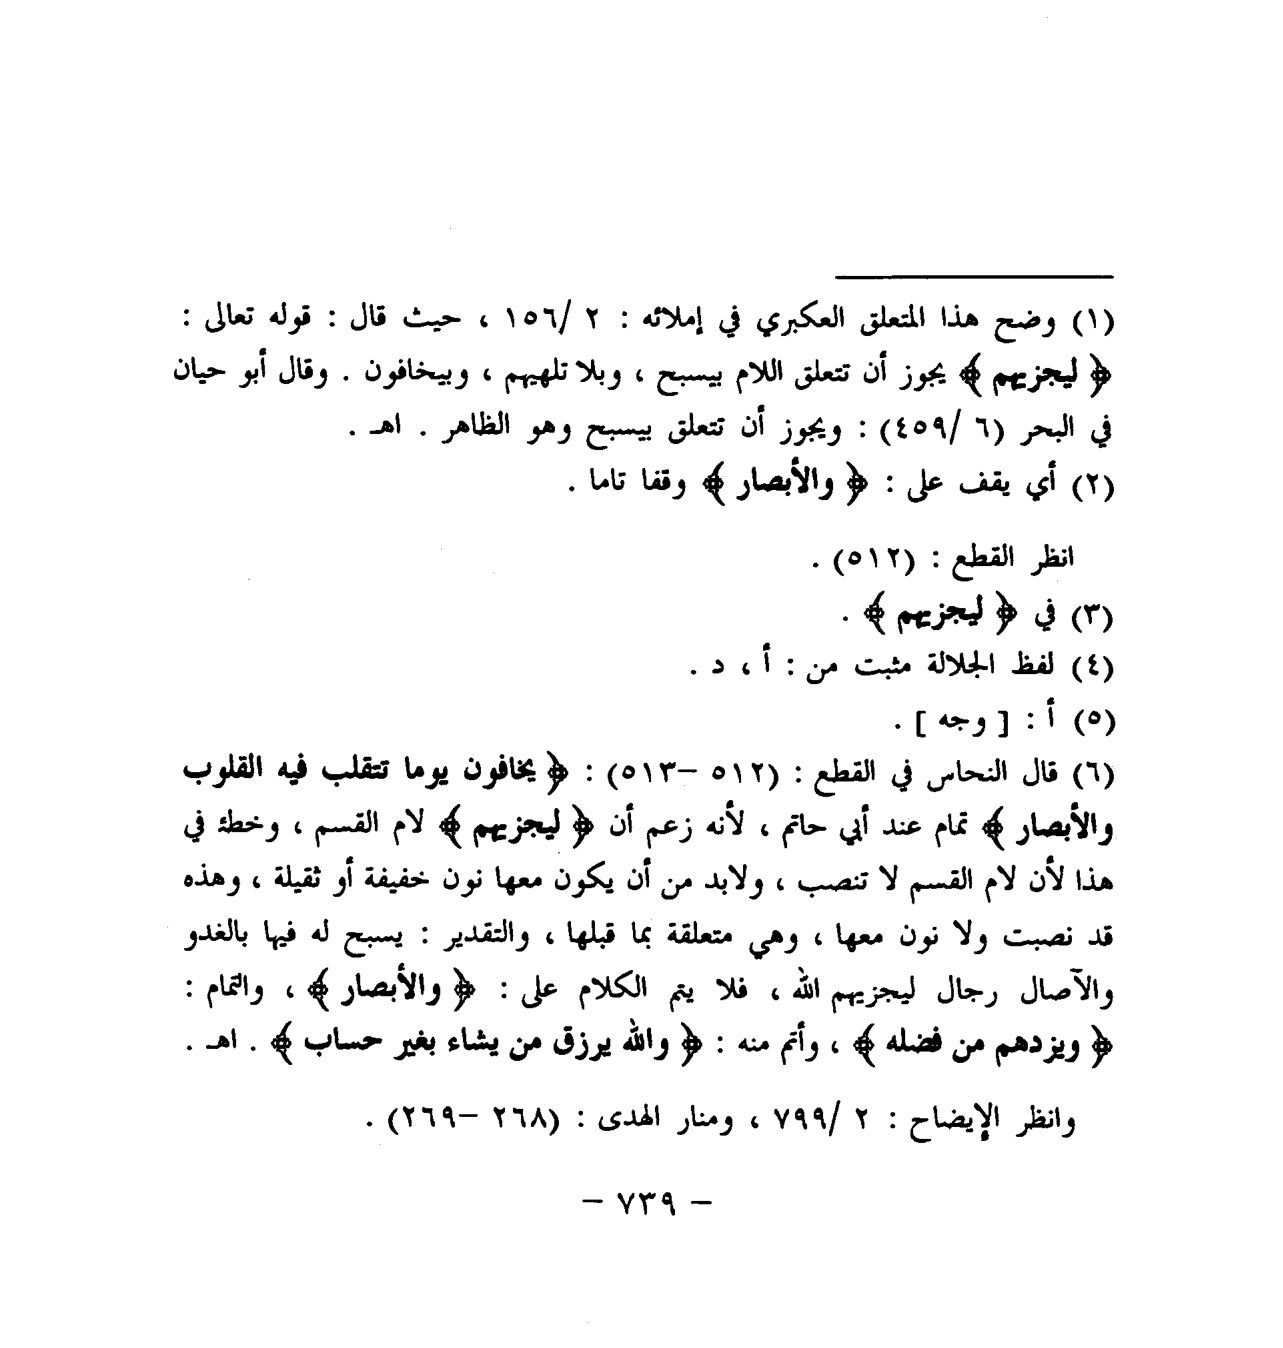 (١) وضح هذا المتعلق العكبري في إملائه : ٢ /١٥٦ ، حيث قال : قوله تعالى :
﴿ ليجزيهم ﴾ يجوز أن تتعلق اللام بيسبح ، وبلا تلهيهم ، وبيخافون . وقال أبو حيان
في البحر (٦ /٤٥٩) : ويجوز أن تتعلق بيسبح وهو الظاهر . اهـ .
(٢) أي يقف على : ﴿ والأبصار ﴾ وقفا تاما .
انظر القطع : (٥١٢) .
(٣) في ﴿ ليجزيهم ﴾ .
(٤) لفظ الجلالة مثبت من : أ ، د .
(٥) أ : [ وجه ] .
(٦) قال النحاس في القطع : (٥١٢ -٥١٣) : ﴿ يخافون يوما تتقلب فيه القلوب
والأبصار ﴾ تمام عند أبي حاتم ، لأنه زعم أن ﴿ ليجزيهم ﴾ لام القسم ، وخطئ في
هذا لأن لام القسم لا تنصب ، ولابد من أن يكون معها نون خفيفة أو ثقيلة ، وهذه
قد نصبت ولا نون معها ، وهي متعلقة بما قبلها ، والتقدير : يسبح له فيها بالغدو
والآصال رجال ليجزيهم الله ، فلا يتم الكلام على : ﴿ والأبصار ﴾ ، والتمام :
﴿ ويزدهم من فضله ﴾ ، وأتم منه : ﴿ والله يرزق من يشاء بغير حساب ﴾ . اهـ .
وانظر الإيضاح : ٢ /٧٩٩ ، ومنار الهدى : (٢٦٨ -٢٦٩) .
- ٧٣٩ -